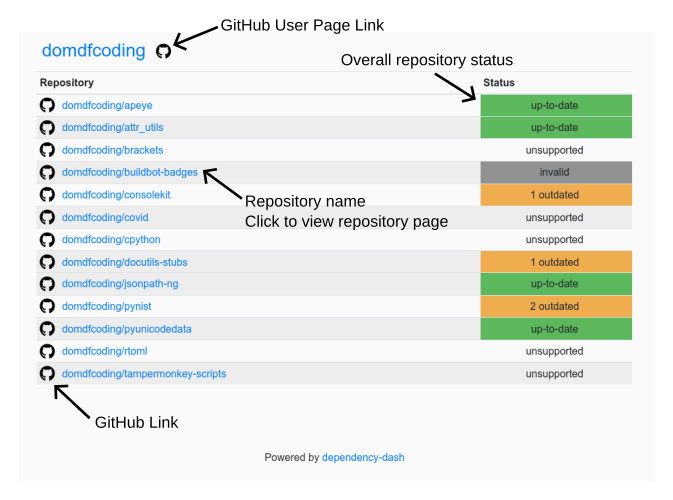 GitHub User Page Link
domdfcoding
Overall repository status
Repository Status
domdfcoding/apeye up-to-date
domdfcoding/attr_utils up-to-date
domdfcoding/brackets unsupported
domdfcoding/buildbot-badges invalid
domdfcoding/consolekit 1 outdated
Repository name
domdfcoding/covid unsupported
Click to view repository page
domdfcoding/cpython unsupported
domdfcoding/docutils-stubs 1 outdated
domdfcoding/jsonpath-ng up-to-date
domdfcoding/pynist 2 outdated
domdfcoding/pyunicodedata up-to-date
domdfcoding/rtoml unsupported
domdfcoding/tampermonkey-scripts unsupported
GitHub Link
Powered by dependency-dash